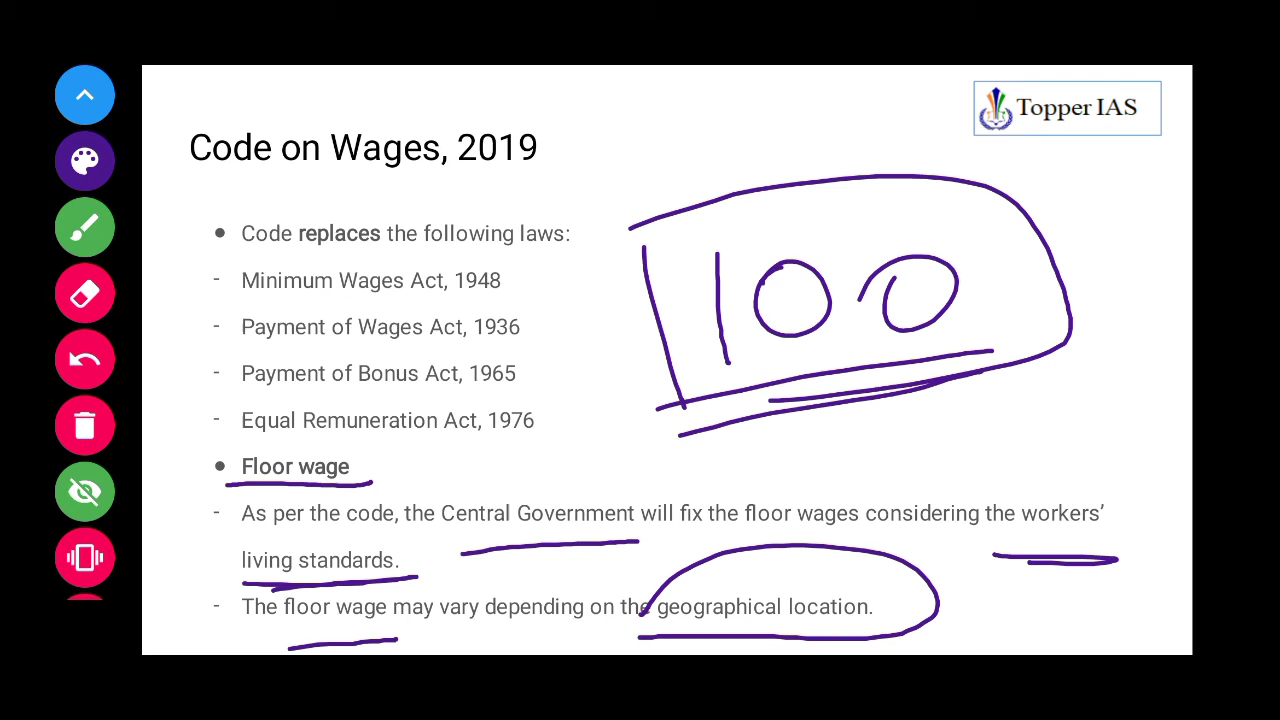 Topper IAS
Code on Wages, 2019
● Code replaces the following laws:
- Minimum Wages Act, 1948
- Payment of Wages Act, 1936
- Payment of Bonus Act, 1965
- Equal Remuneration Act, 1976
100
● Floor wage
- As per the code, the Central Government will fix the floor wages considering the workers’
living standards.
- The floor wage may vary depending on the geographical location.